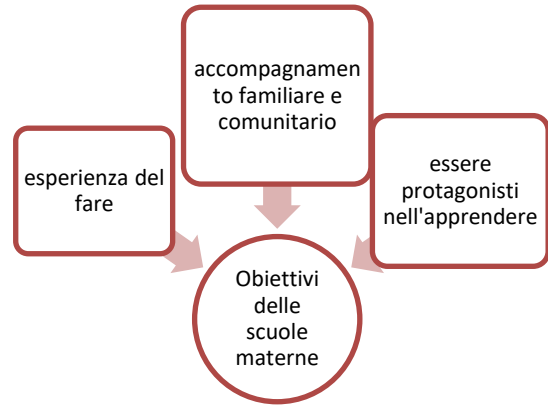 accompagnamen
to familiare e
comunitario
esperienza del
fare
essere
protagonisti
nell'apprendere
Obiettivi
delle
scuole
materne